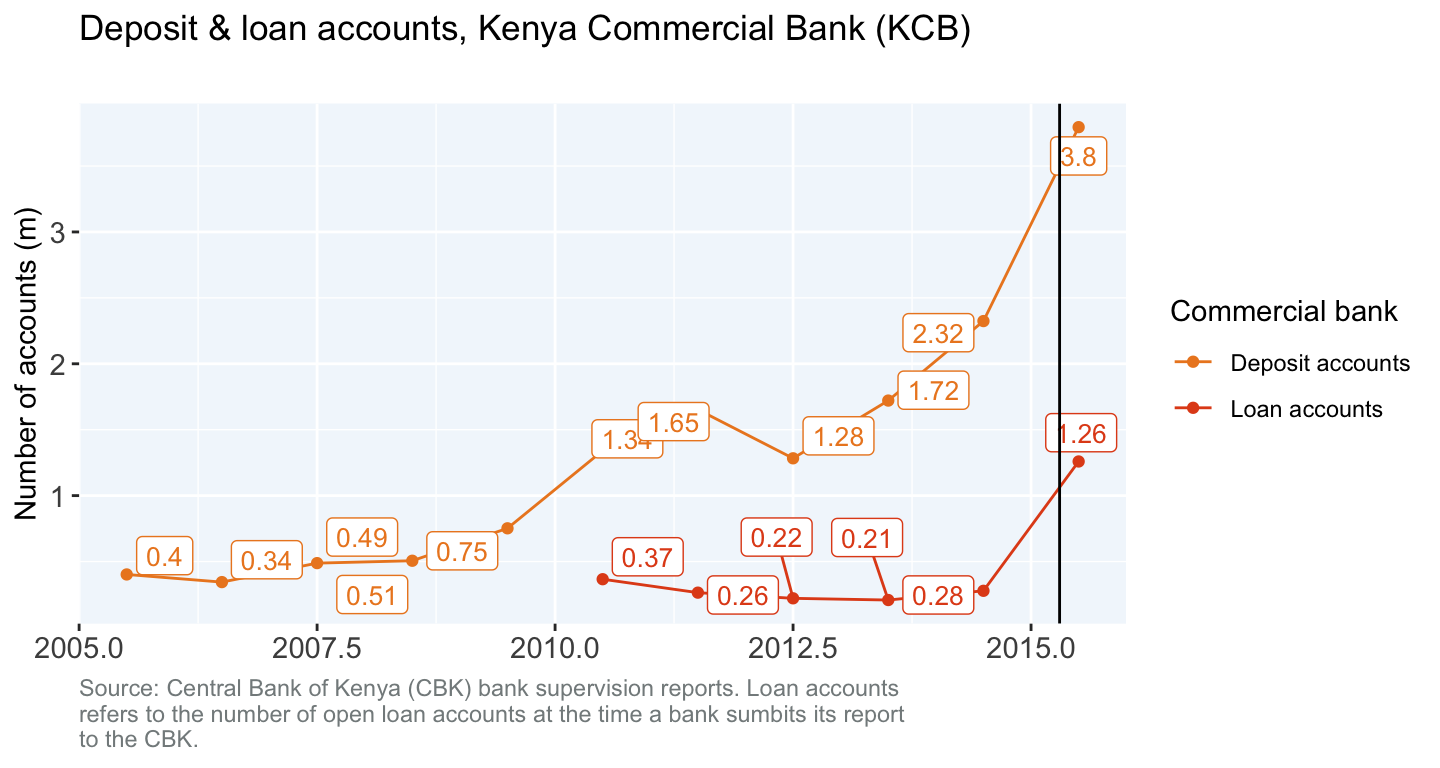 Deposit & loan accounts, Kenya Commercial Bank (KCB)
Number of accounts (m)
3
2
1
3.8
2.32
1.72
1.65
1.34
1.28
1.26
0.4
0.34
0.49
0.51
0.75
0.37
0.26
0.22
0.21
0.28
2005.0 2007.5 2010.0 2012.5 2015.0
Commercial bank
Deposit accounts
Loan accounts
Source: Central Bank of Kenya (CBK) bank supervision reports. Loan accounts
refers to the number of open loan accounts at the time a bank sumbits its report
to the CBK.